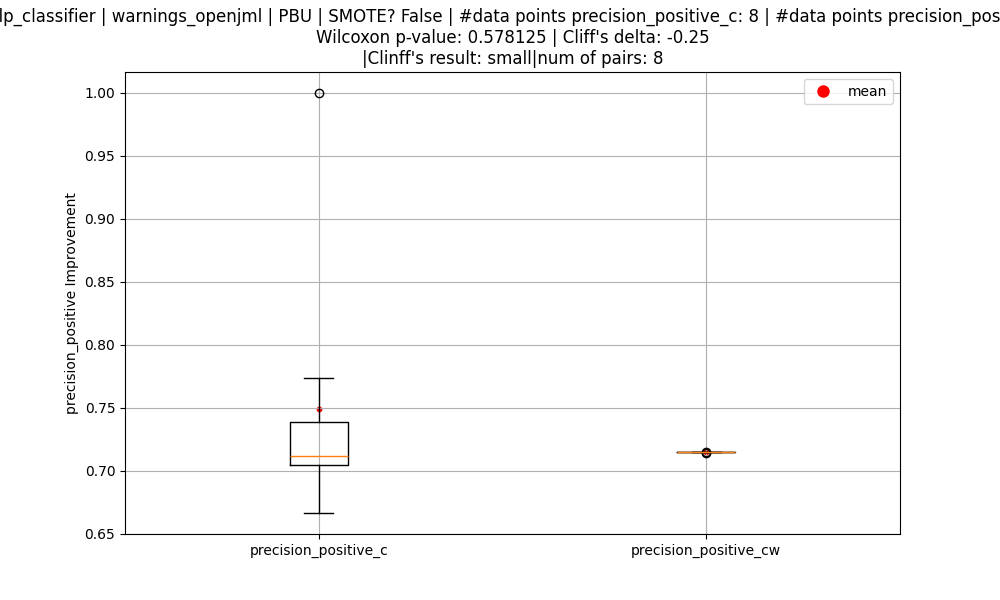 lp_classifier | warnings_openjml | PBU | SMOTE? False | #data points precision_positive_c: 8 | #data points precision_pos
Wilcoxon p-value: 0.578125 | Cliff's delta: -0.25
|Clinff's result: small|num of pairs: 8
mean
1.00
0.95
0.90
0.85
0.80
0.75
0.70
0.65
precision_positive Improvement
precision_positive_c
precision_positive_cw